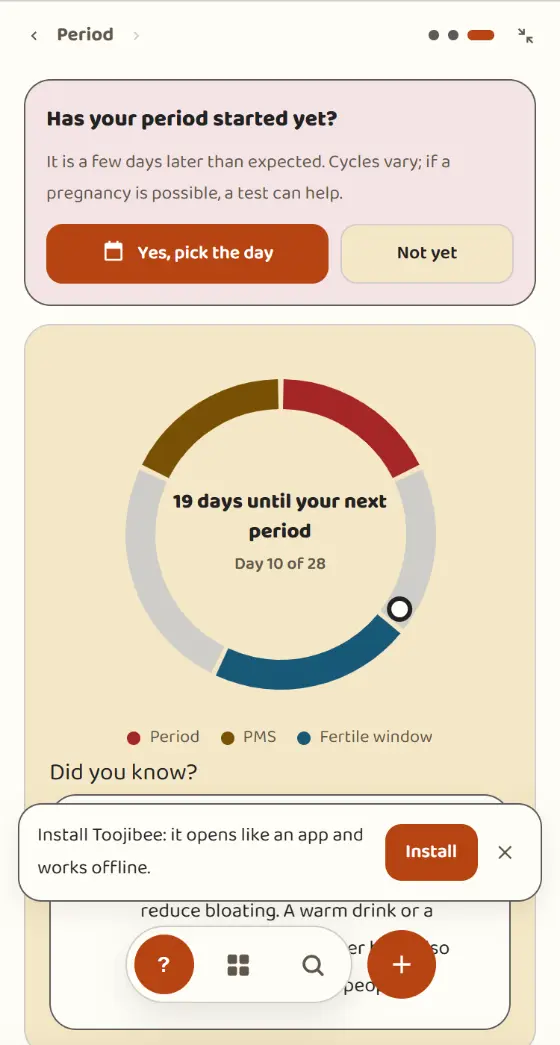 Period
Has your period started yet?
It is a few days later than expected. Cycles vary; if a
pregnancy is possible, a test can help.
Yes, pick the day
Not yet
19 days until your next
period
Day 10 of 28
Period
PMS
Fertile window
Did you know?
Install Toojibee: it opens like an app and
works offline.
Install
reduce bloating. A warm drink or a
so
?
+